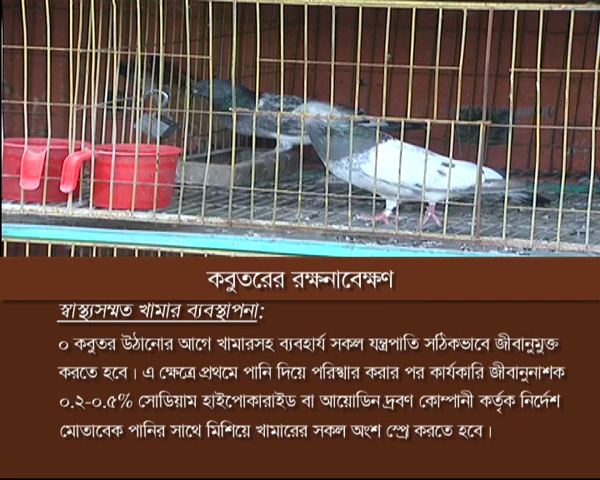 কবুতরের রক্ষনাবেক্ষণ
স্বাস্থ্যসম্মত খামার ব্যবস্থাপনা:
০ কবুতর উঠানোর আগে খামারসহ ব্যবহার্য সকল যন্ত্রপাতি সঠিকভাবে জীবানুমুক্ত
করতে হবে। এ ক্ষেত্রে প্রথমে পানি দিয়ে পরিষ্কার করার পর কার্যকারি জীবানুনাশক
০.২-০.৫% সোডিয়াম হাইপোকারাইড বা আয়োডিন দ্রবণ কোম্পানী কর্তৃক নির্দেশ
মোতাবেক পানির সাথে মিশিয়ে খামারের সকল অংশ স্প্রে করতে হবে।